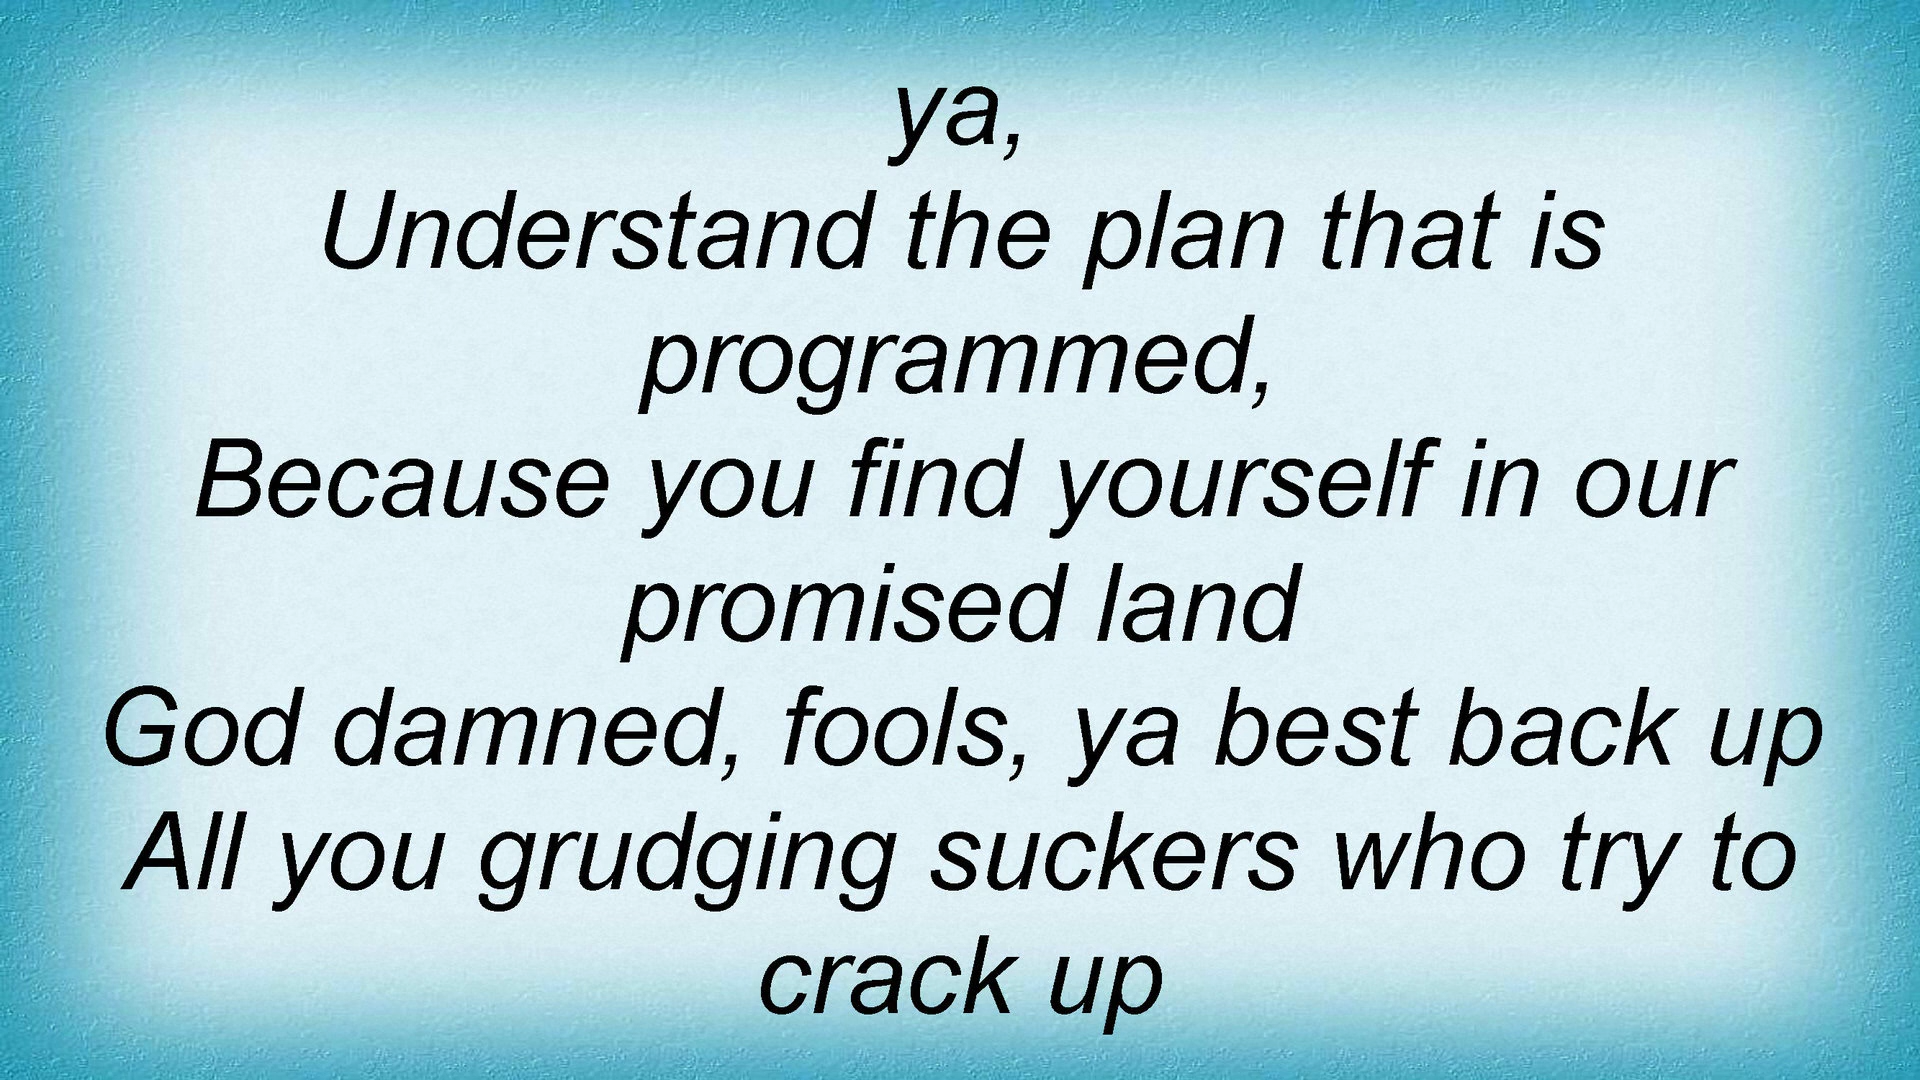 ya,
Understand the plan that is
programmed,
Because you find yourself in our
promised land
God damned, fools, ya best back up
All you grudging suckers who try to
crack up